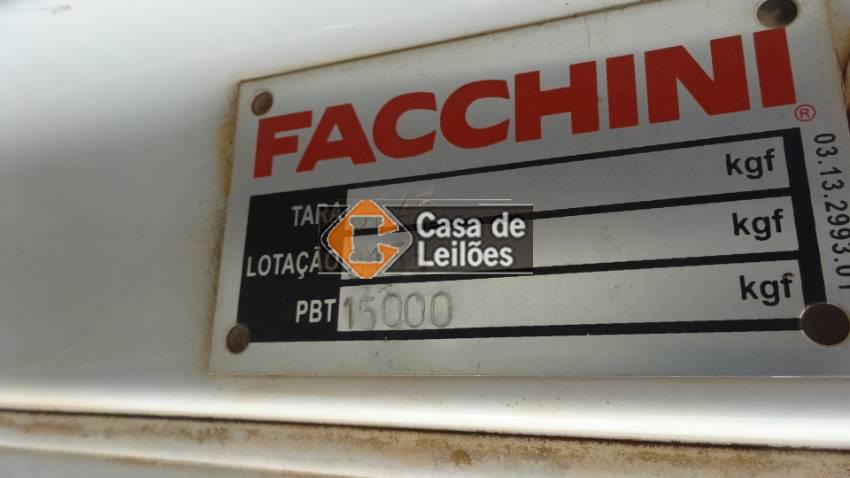 FACCHINI®
TARA kgf
LOTAÇÃO kgf
PBT 15000 kgf
03.13.2993.01
Casa de
Leilões